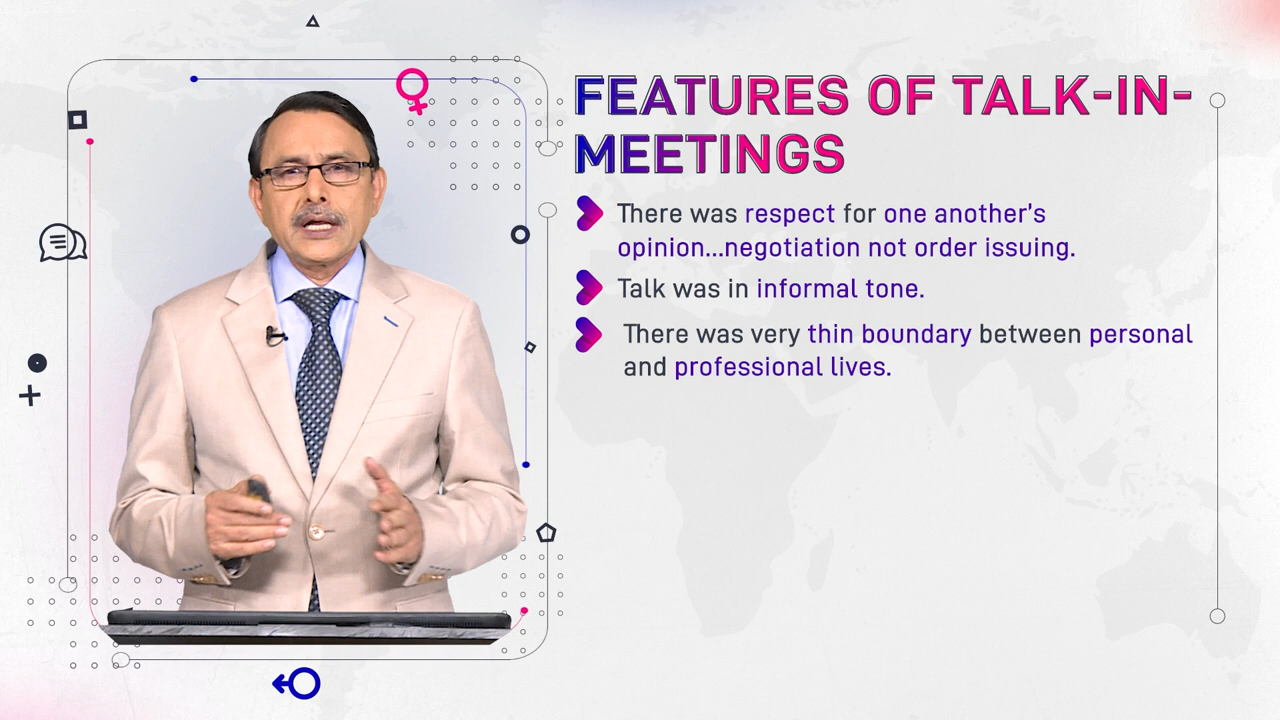 FEATURES OF TALK-IN-
MEETINGS
There was respect for one another's
opinion...negotiation not order issuing.
Talk was in informal tone.
There was very thin boundary between personal
and professional lives.